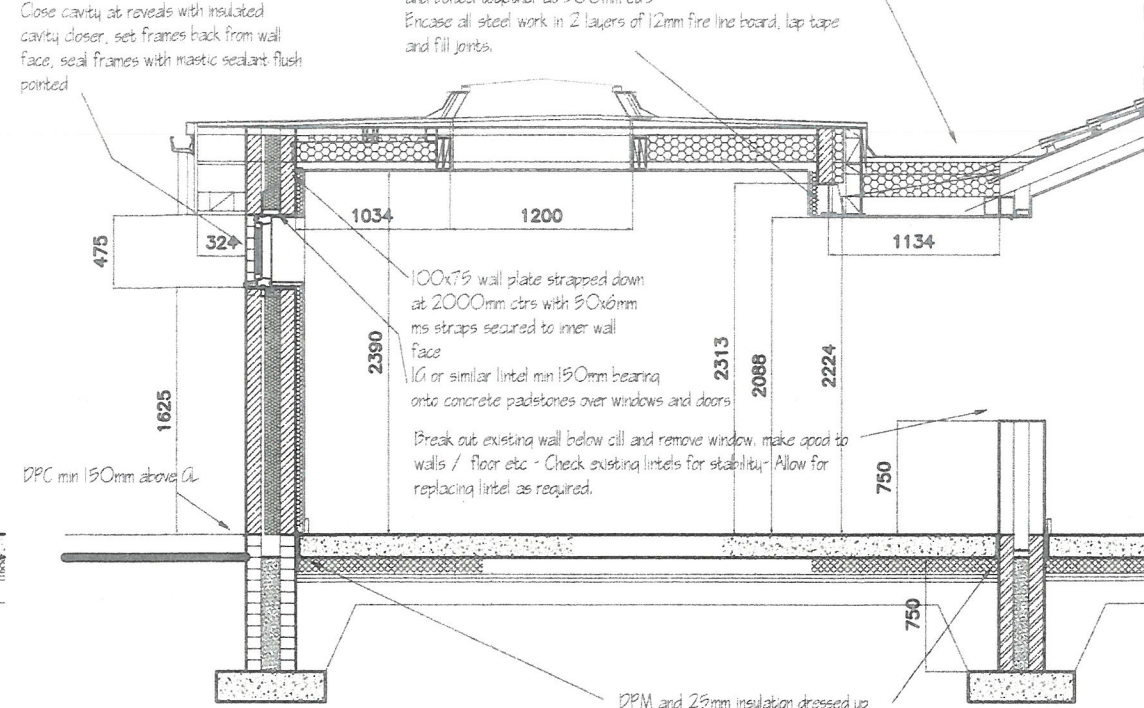 Close cavity at reveals with insulated
cavity closer, set frames back from wall
face, seal frames with mastic sealant flush
pointed
Encase all steel work in 2 layers of 12mm fire line board, lap tape
and fill joints.
1034
1200
324
475
1134
100x75 wall plate strapped down
at 2000mm ctrs with 50x6mm
ms straps secured to inner wall
face
IG or similar lintel min 150mm bearing
onto concrete padstones over windows and doors
2390
2313
2088
2224
1625
Break out existing wall below cill and remove window, make good to
walls / floor etc - Check existing lintels for stability- Allow for
replacing lintel as required.
750
DPC min 150mm above GL
750
DPM and 25mm insulation dressed up